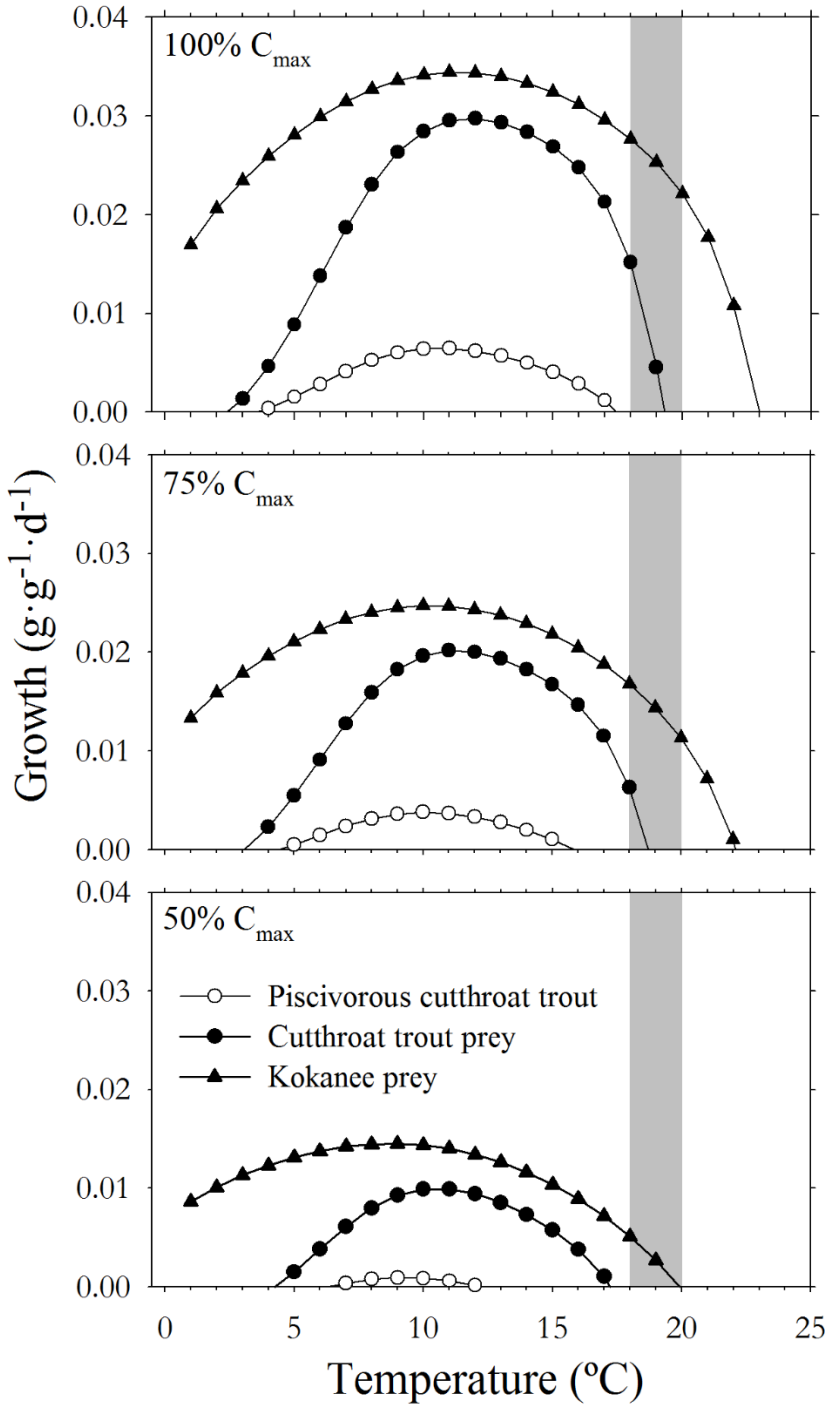 0.04
100% Cmax
0.03
0.02
0.01
0.00
0.04
75% Cmax
0.03
0.02
0.01
0.00
Growth (g·g-1·d-1)
0.04
50% Cmax
0.03
Piscivorous cutthroat trout
Cutthroat trout prey
0.02
Kokanee prey
0.01
0.00
0 5 10 15 20 25
Temperature (ºC)